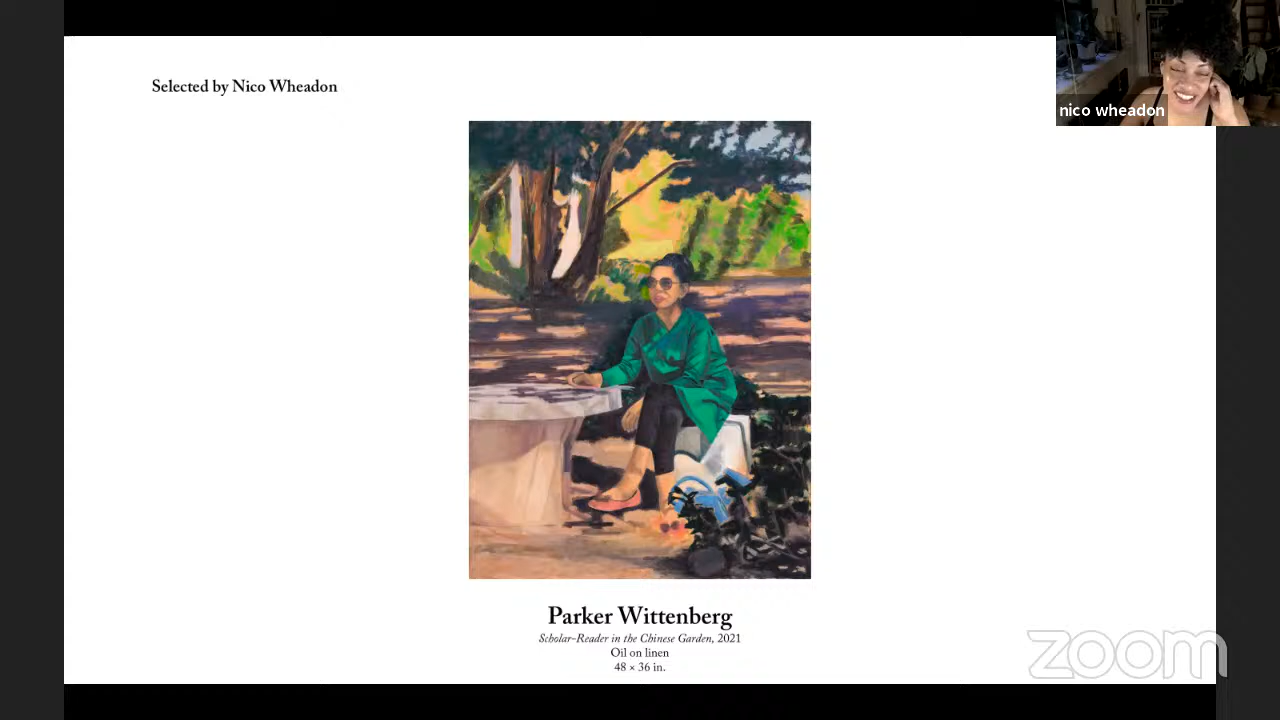 Selected by Nico Wheadon
nico wheadon
Parker Wittenberg
Scholar-Reader in the Chinese Garden, 2021
Oil on linen
48 × 36 in.
zoom